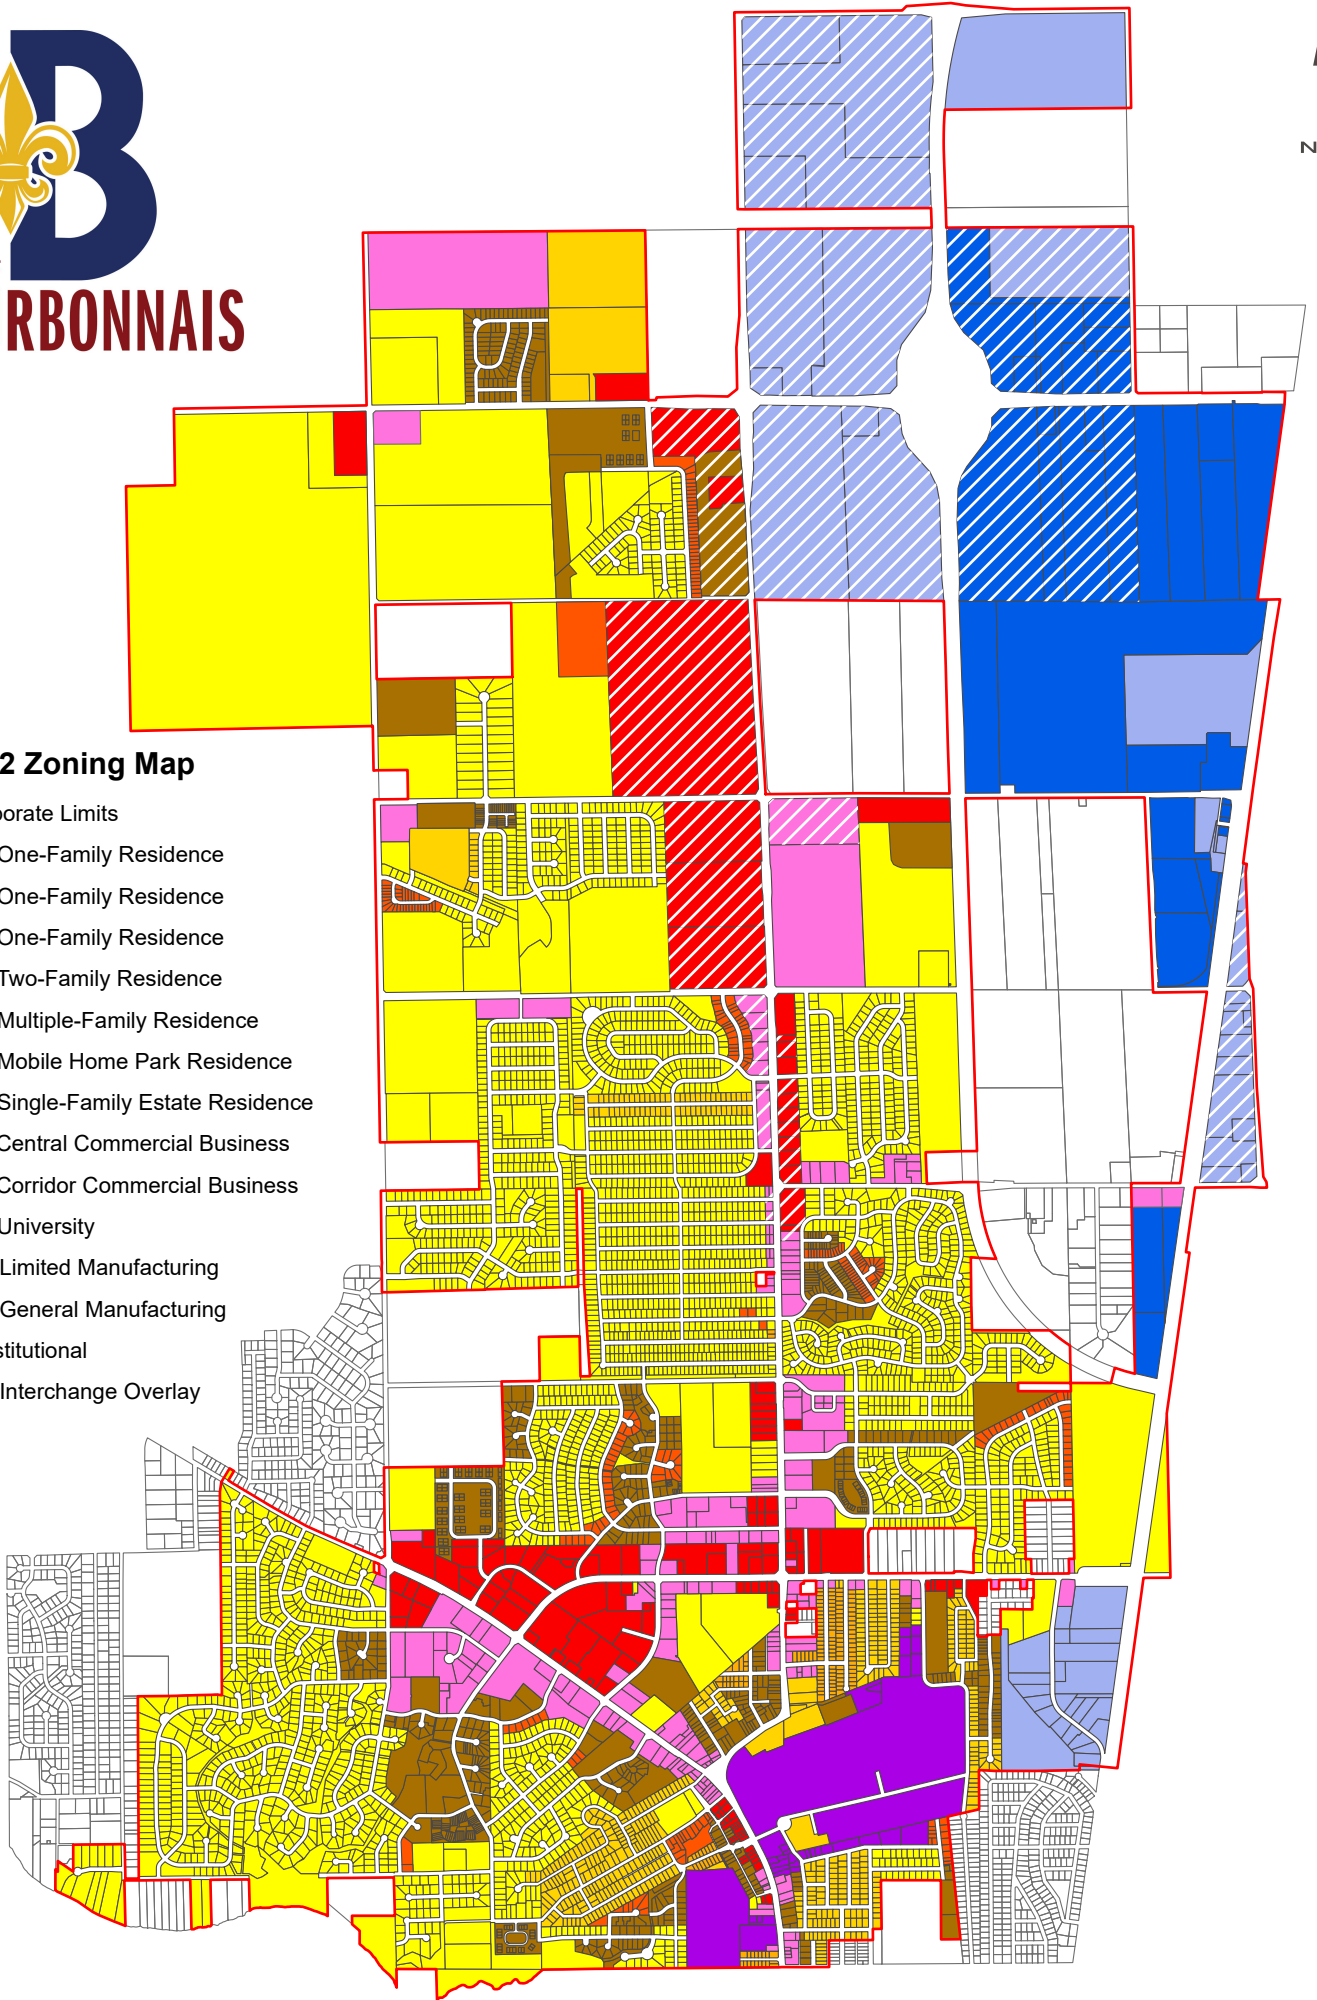 B
RBONNAIS
N
2 Zoning Map
porate Limits
One-Family Residence
One-Family Residence
One-Family Residence
Two-Family Residence
Multiple-Family Residence
Mobile Home Park Residence
Single-Family Estate Residence
Central Commercial Business
Corridor Commercial Business
University
Limited Manufacturing
General Manufacturing
stitutional
Interchange Overlay